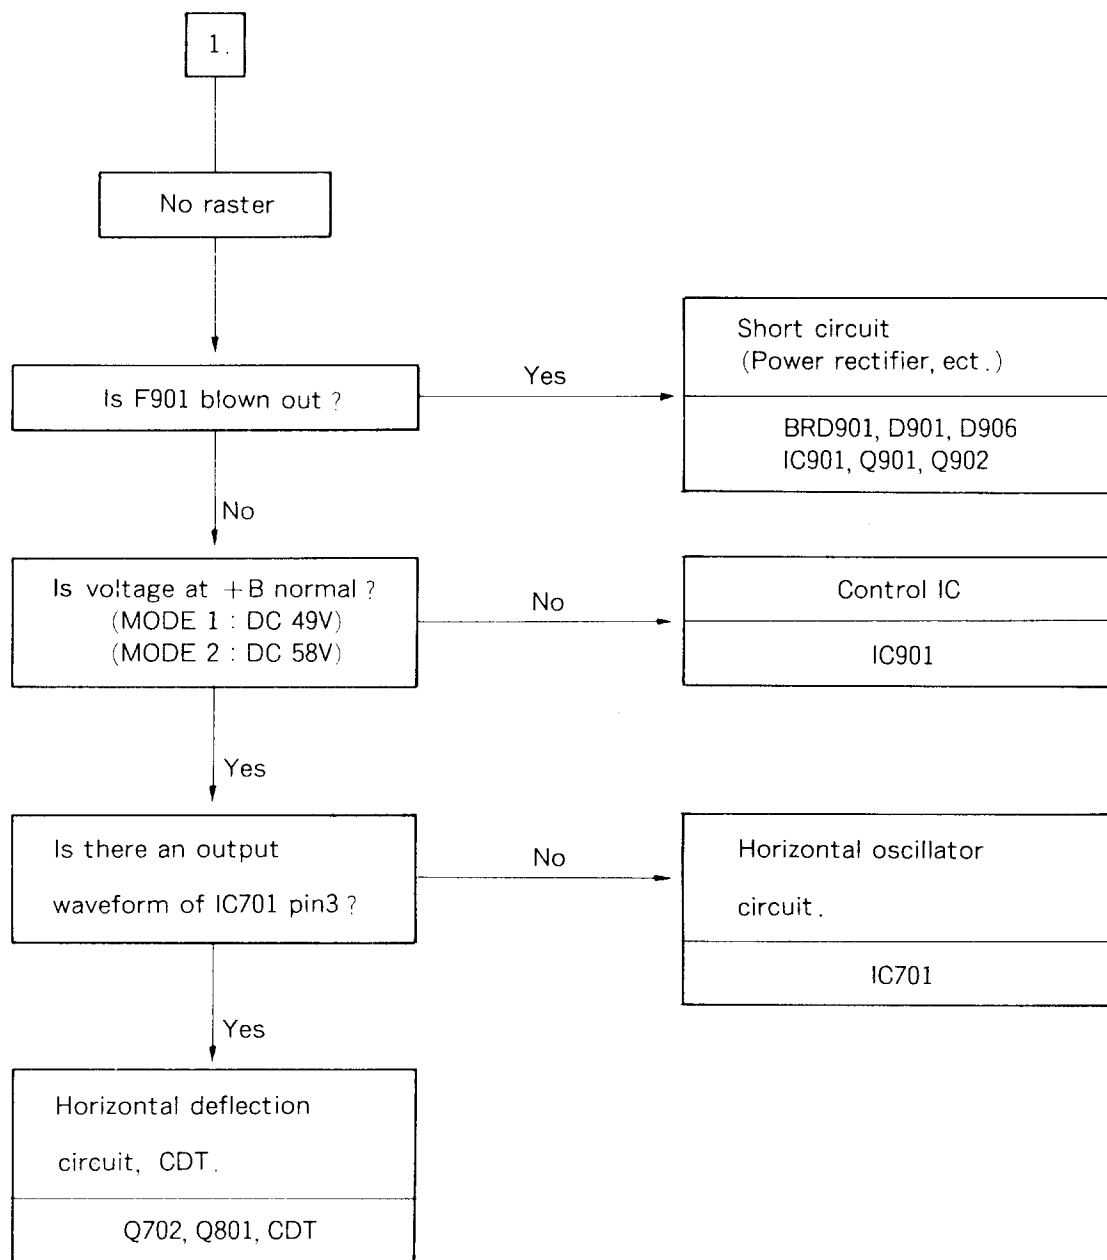 1.
No raster
Is F901 blown out ?
Yes
Short circuit
(Power rectifier, ect.)
BRD901, D901, D906
IC901, Q901, Q902
No
Is voltage at +B normal ?
(MODE 1 : DC 49V)
(MODE 2 : DC 58V)
No
Control IC
IC901
Yes
Is there an output
waveform of IC701 pin3 ?
No
Horizontal oscillator
circuit.
IC701
Yes
Horizontal deflection
circuit, CDT.
Q702, Q801, CDT